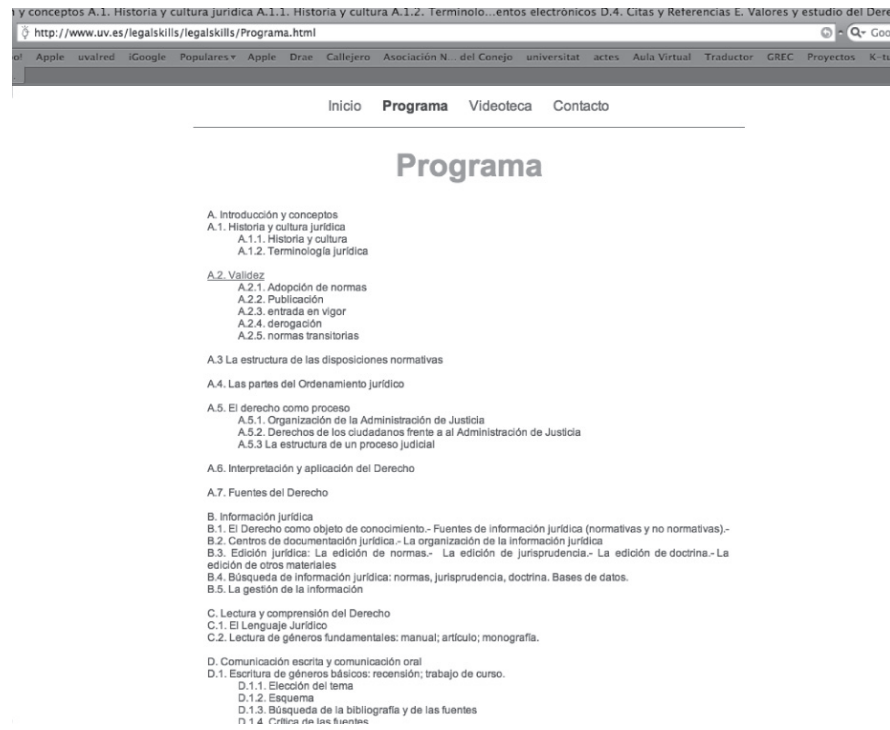 y conceptos A.1. Historia y cultura jurídica A.1.1. Historia y cultura A.1.2. Terminolo...entos electrónicos D.4. Citas y Referencias E. Valores y estudio del Dere
http://www.uv.es/legalskills/legalskills/Programa.html Goo
Apple uvalred iGoogle Populares Apple Drae Callejero Asociación N... del Conejo universitat actes Aula Virtual Traductor GREC Proyectos K-tu
Inicio Programa Videoteca Contacto
Programa
A. Introducción y conceptos
A.1. Historia y cultura jurídica
A.1.1. Historia y cultura
A.1.2. Terminología jurídica
A.2. Validez
A.2.1. Adopción de normas
A.2.2. Publicación
A.2.3. entrada en vigor
A.2.4. derogación
A.2.5. normas transitorias
A.3 La estructura de las disposiciones normativas
A.4. Las partes del Ordenamiento jurídico
A.5. El derecho como proceso
A.5.1. Organización de la Administración de Justicia
A.5.2. Derechos de los ciudadanos frente a al Administración de Justicia
A.5.3 La estructura de un proceso judicial
A.6. Interpretación y aplicación del Derecho
A.7. Fuentes del Derecho
B. Información jurídica
B.1. El Derecho como objeto de conocimiento.- Fuentes de información jurídica (normativas y no normativas).-
B.2. Centros de documentación jurídica.- La organización de la información jurídica
B.3. Edición jurídica: La edición de normas.- La edición de jurisprudencia.- La edición de doctrina.- La
edición de otros materiales
B.4. Búsqueda de información jurídica: normas, jurisprudencia, doctrina. Bases de datos.
B.5. La gestión de la información
C. Lectura y comprensión del Derecho
C.1. El Lenguaje Jurídico
C.2. Lectura de géneros fundamentales: manual; artículo; monografía.
D. Comunicación escrita y comunicación oral
D.1. Escritura de géneros básicos: recensión; trabajo de curso.
D.1.1. Elección del tema
D.1.2. Esquema
D.1.3. Búsqueda de la bibliografía y de las fuentes
D.1.4. Crítica de las fuentes